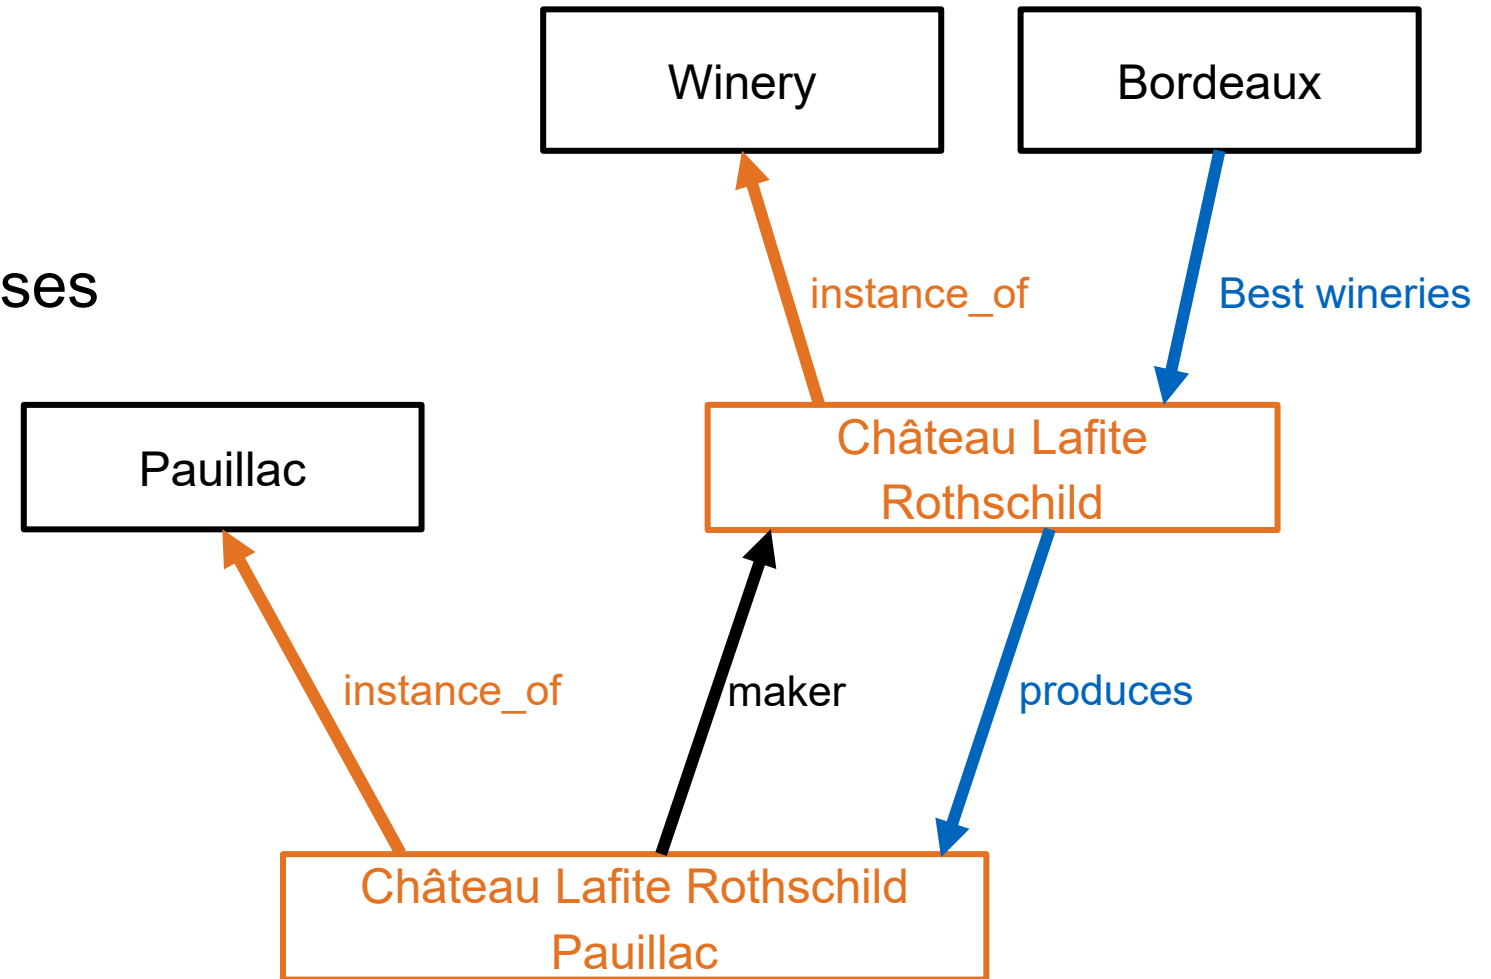 Winery
Bordeaux
ses
instance_of
Best wineries
Pauillac
Château Lafite
Rothschild
instance_of
maker
produces
Château Lafite Rothschild
Pauillac